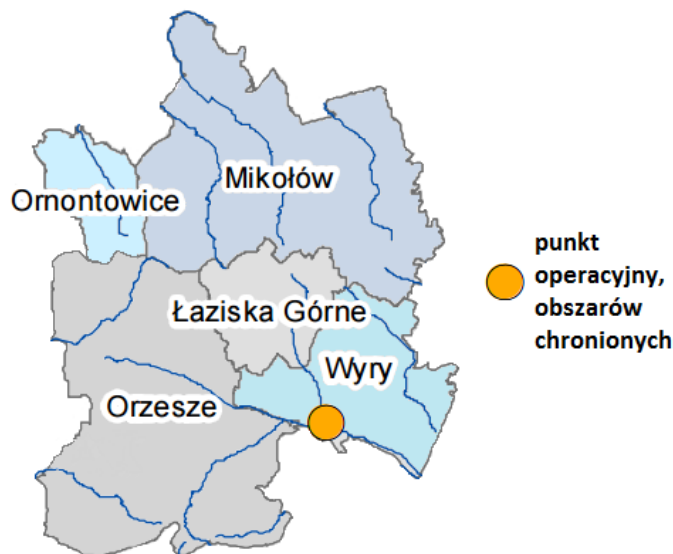 Mikołów
Ornontowice
Łaziska Górne
Wyry
Orzesze
punkt
operacyjny,
obszarów
chronionych